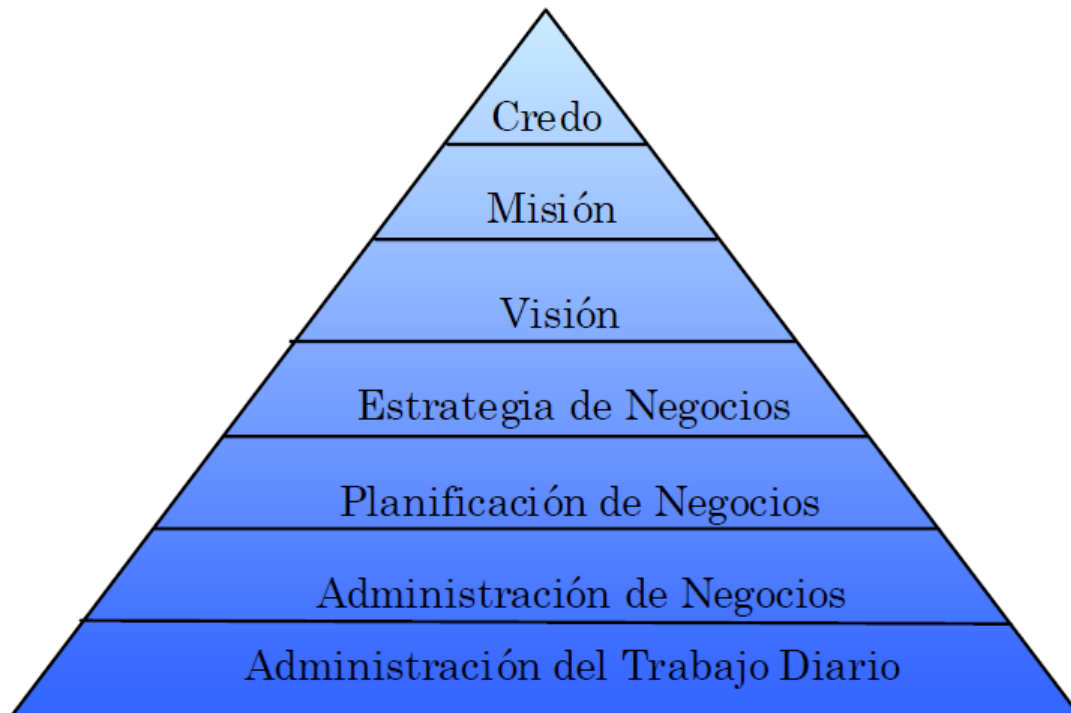 Credo
Misión
Visión
Estrategia de Negocios
Planificación de Negocios
Administración de Negocios
Administración del Trabajo Diario